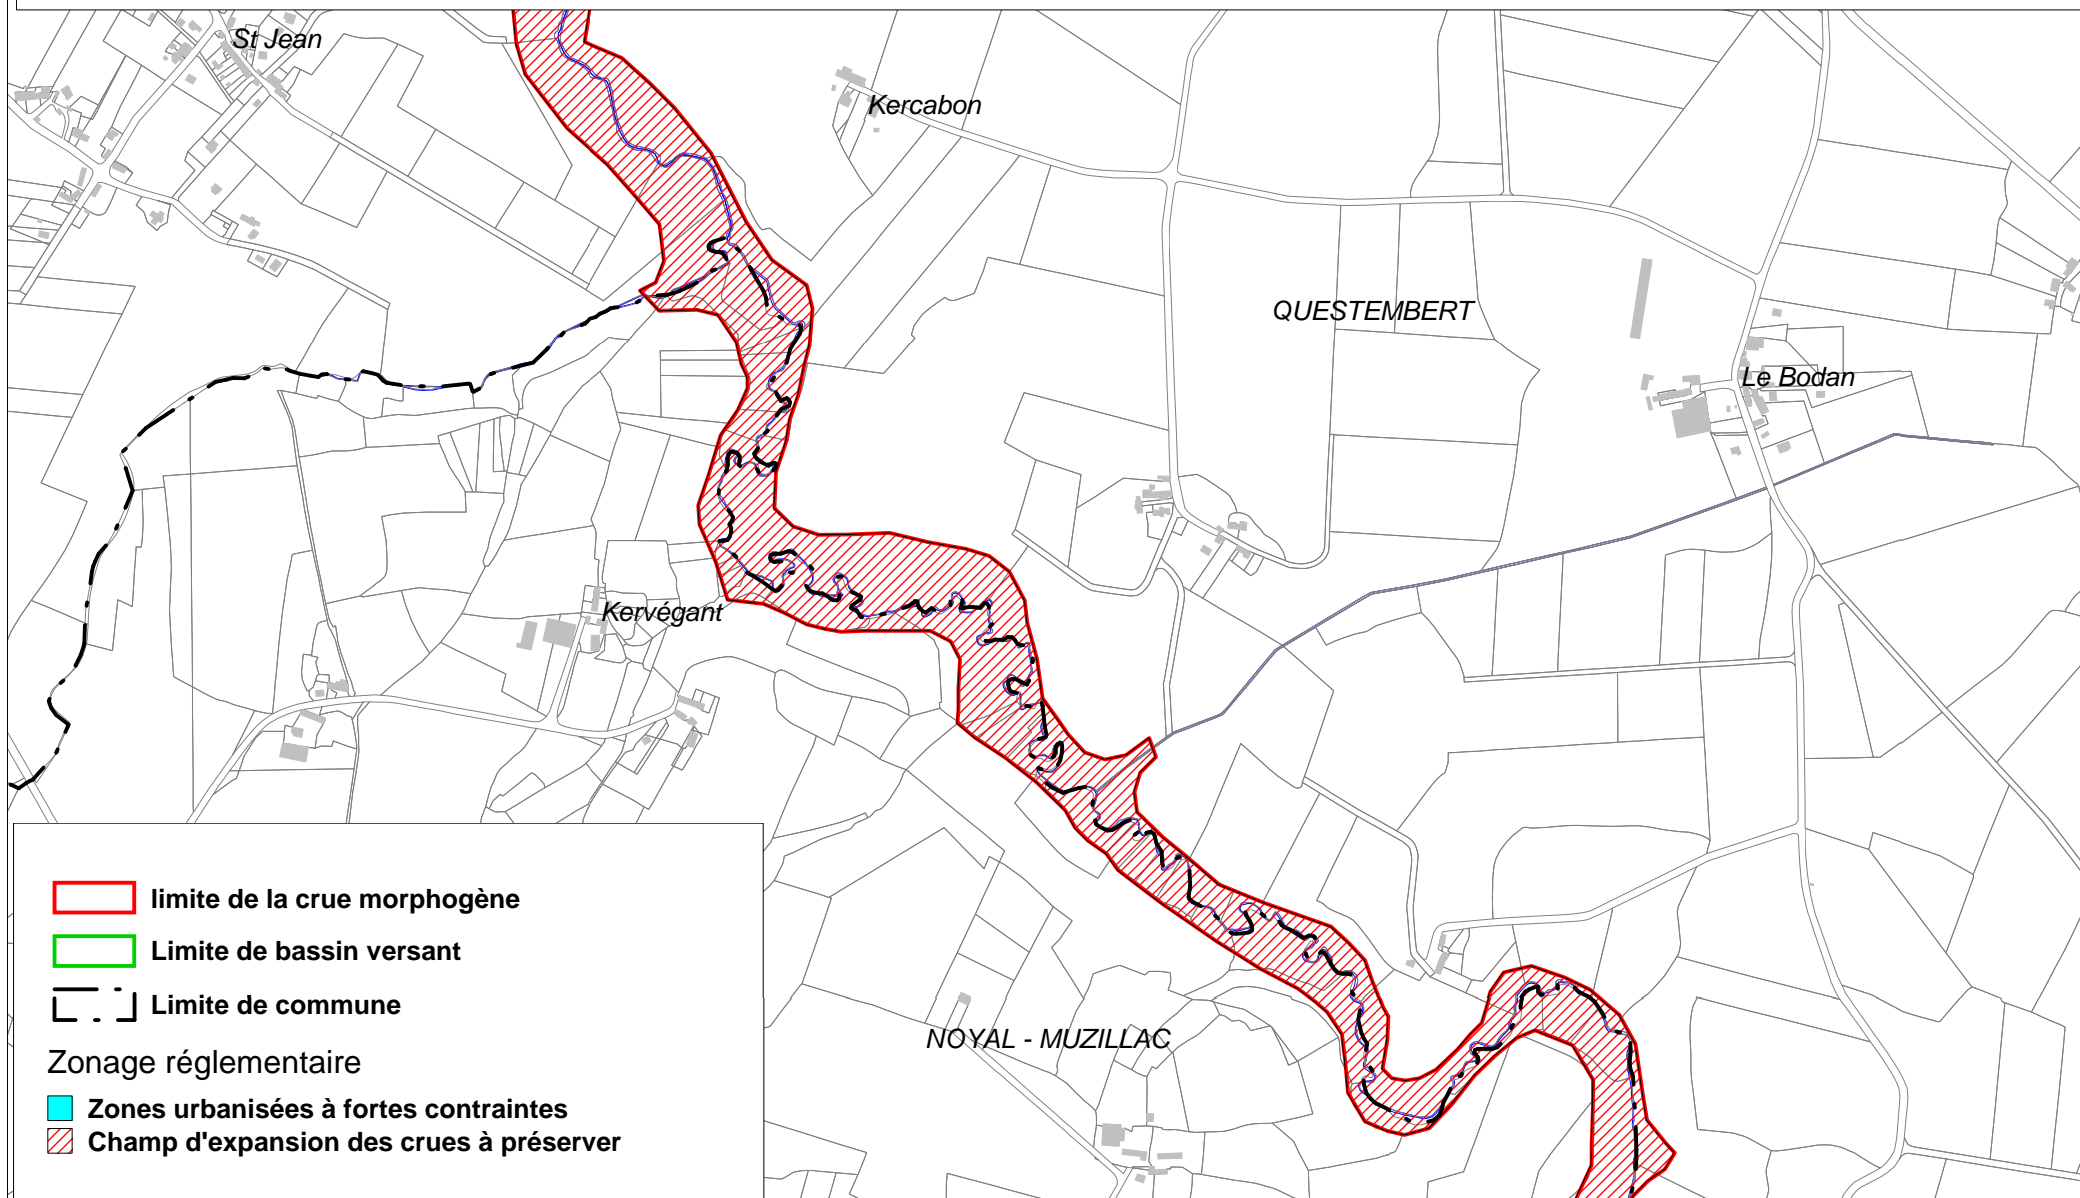 St Jean
Kercabon
QUESTEMBERT
Le Bodan
Kervégant
NOYAL - MUZILLAC
limite de la crue morphogène
Limite de bassin versant
Limite de commune
Zonage réglementaire
Zones urbanisées à fortes contraintes
Champ d'expansion des crues à préserver